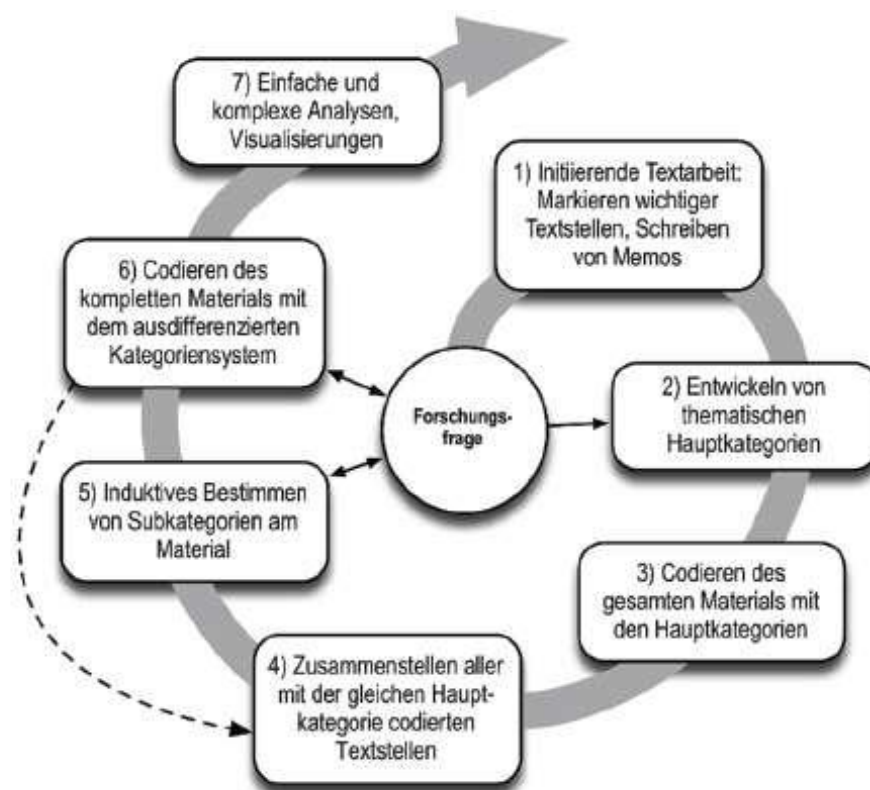 7) Einfache und
komplexe Analysen,
Visualisierungen
1) Initiierende Textarbeit:
Markieren wichtiger
Textstellen, Schreiben
von Memos
6) Codieren des
kompletten Materials mit
dem ausdifferenzierten
Kategoriensystem
Forschungs-
frage
2) Entwickeln von
thematischen
Hauptkategorien
5) Induktives Bestimmen
von Subkategorien am
Material
3) Codieren des
gesamten Materials mit
den Hauptkategorien
4) Zusammenstellen aller
mit der gleichen Haupt-
kategorie codierten
Textstellen